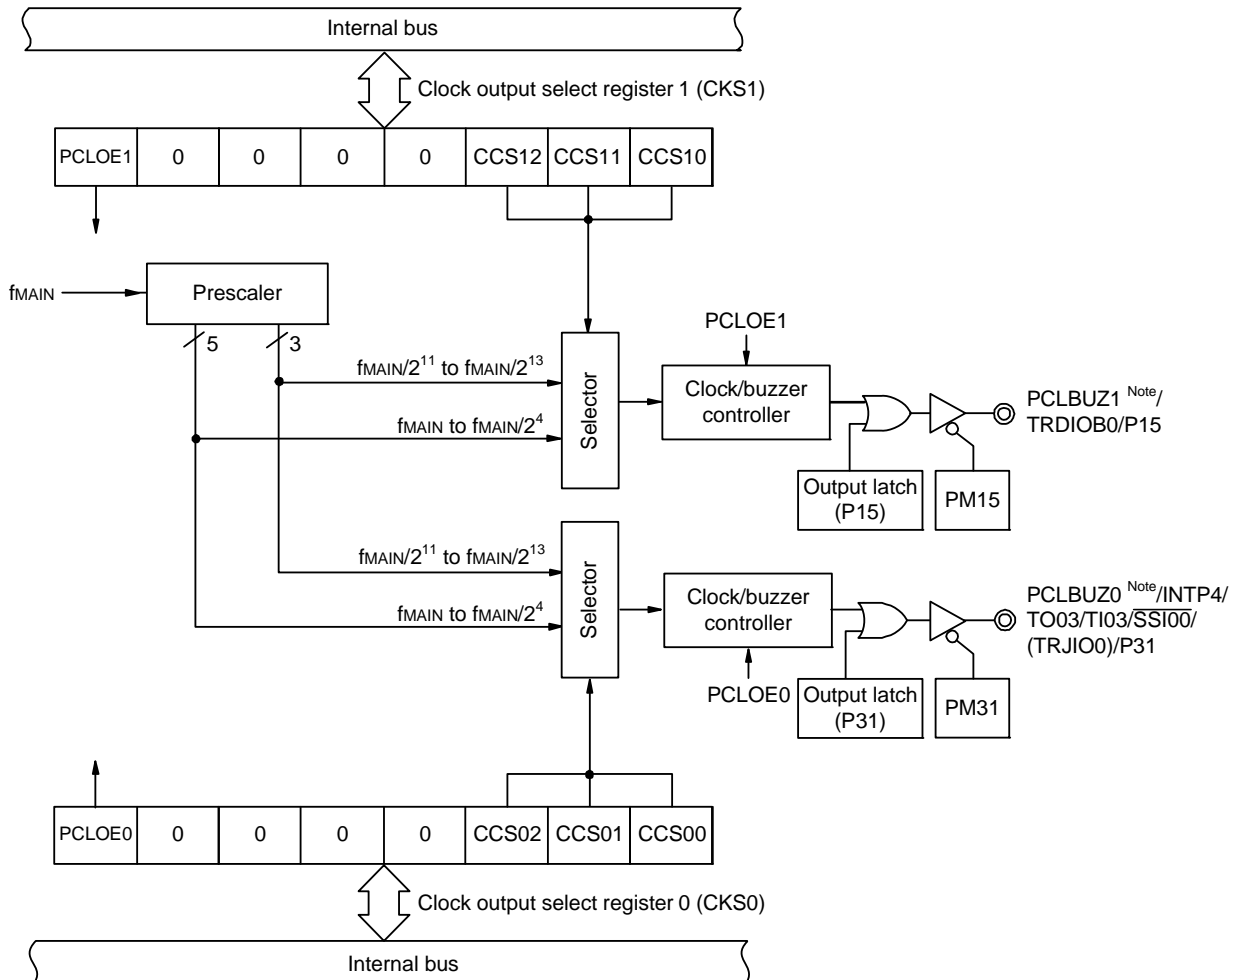 Internal bus
Clock output select register 1 (CKS1)
PCLOE1 0 0 0 0 CCS12 CCS11 CCS10
fMAIN
Prescaler
5 3
PCLOE1
fMAIN/2^11 to fMAIN/2^13
fMAIN to fMAIN/2^4
Selector
Clock/buzzer
controller
PCLBUZ1 Note/
TRDIOB0/P15
Output latch
(P15)
PM15
fMAIN/2^11 to fMAIN/2^13
fMAIN to fMAIN/2^4
Selector
Clock/buzzer
controller
PCLBUZ0 Note/INTP4/
TO03/TI03/S̅S̅I̅0̅0̅/
(TRJIO0)/P31
PCLOE0
Output latch
(P31)
PM31
PCLOE0 0 0 0 0 CCS02 CCS01 CCS00
Clock output select register 0 (CKS0)
Internal bus